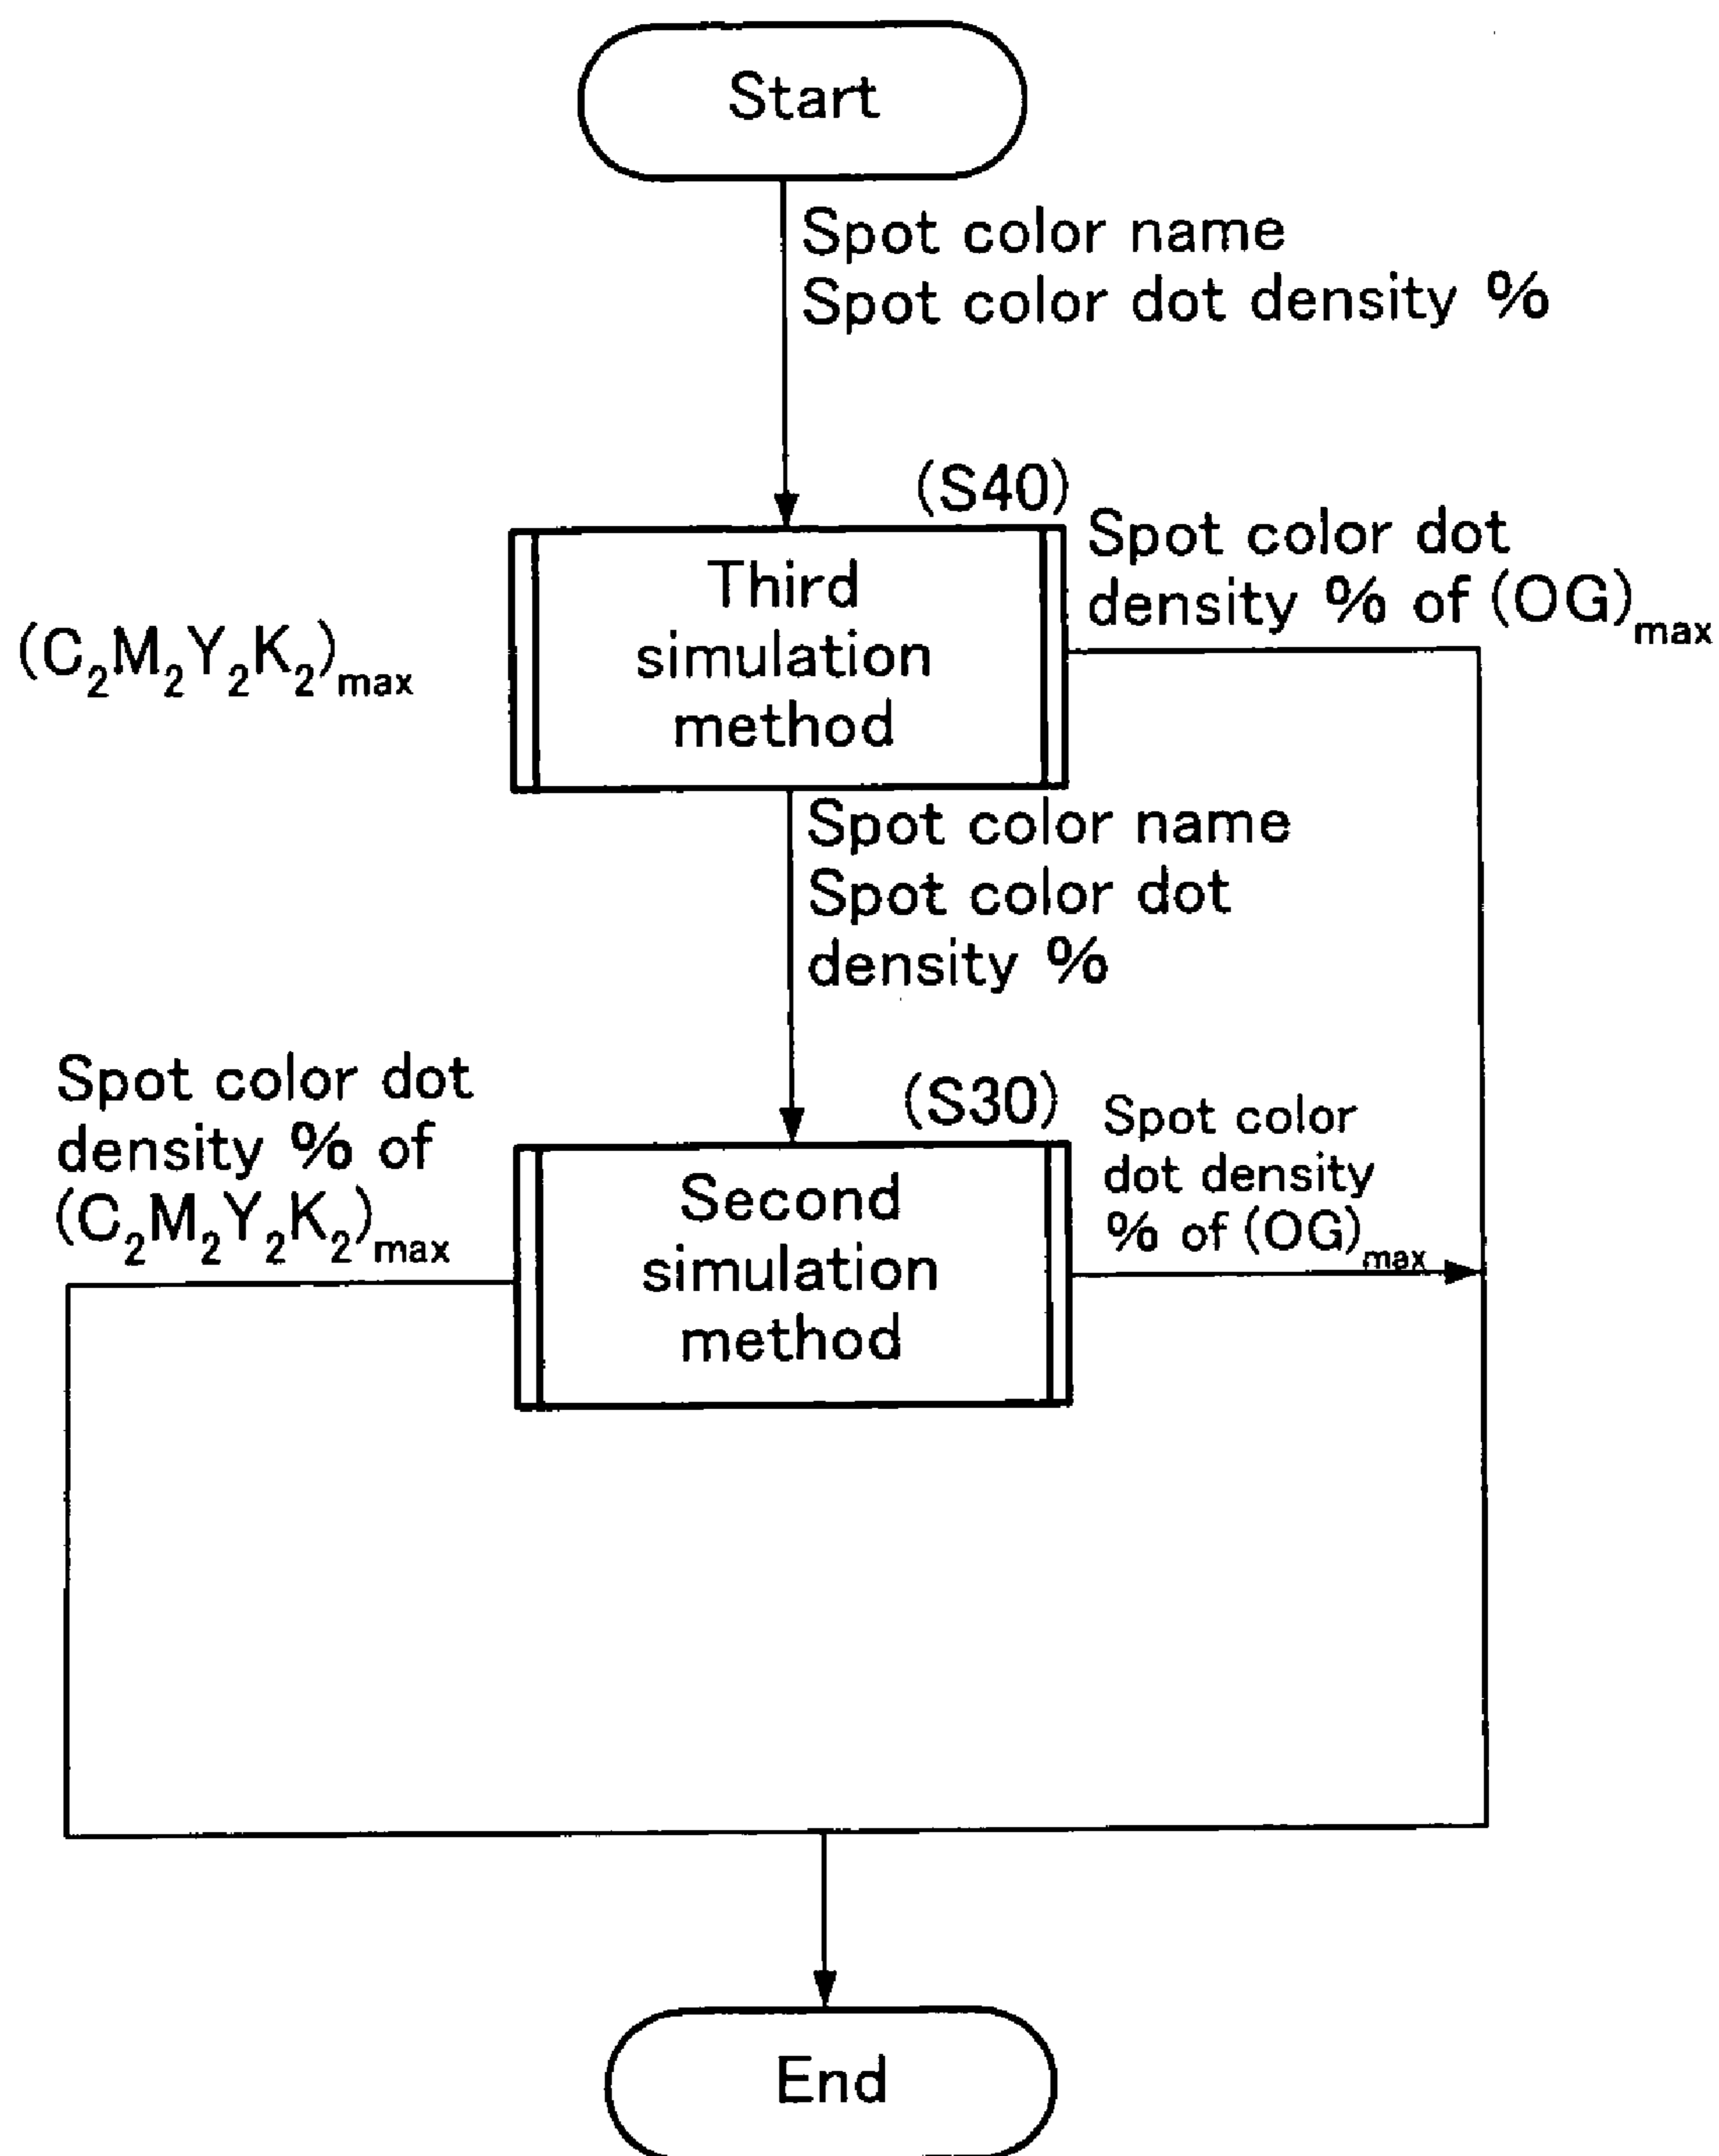 Start
Spot color name
Spot color dot density %
(S40)
Spot color dot
density % of (OG)max
Third
simulation
method
(C2M2Y2K2)max
Spot color name
Spot color dot
density %
Spot color dot
density % of
(C2M2Y2K2)max
(S30)
Spot color
dot density
% of (OG)max
Second
simulation
method
End